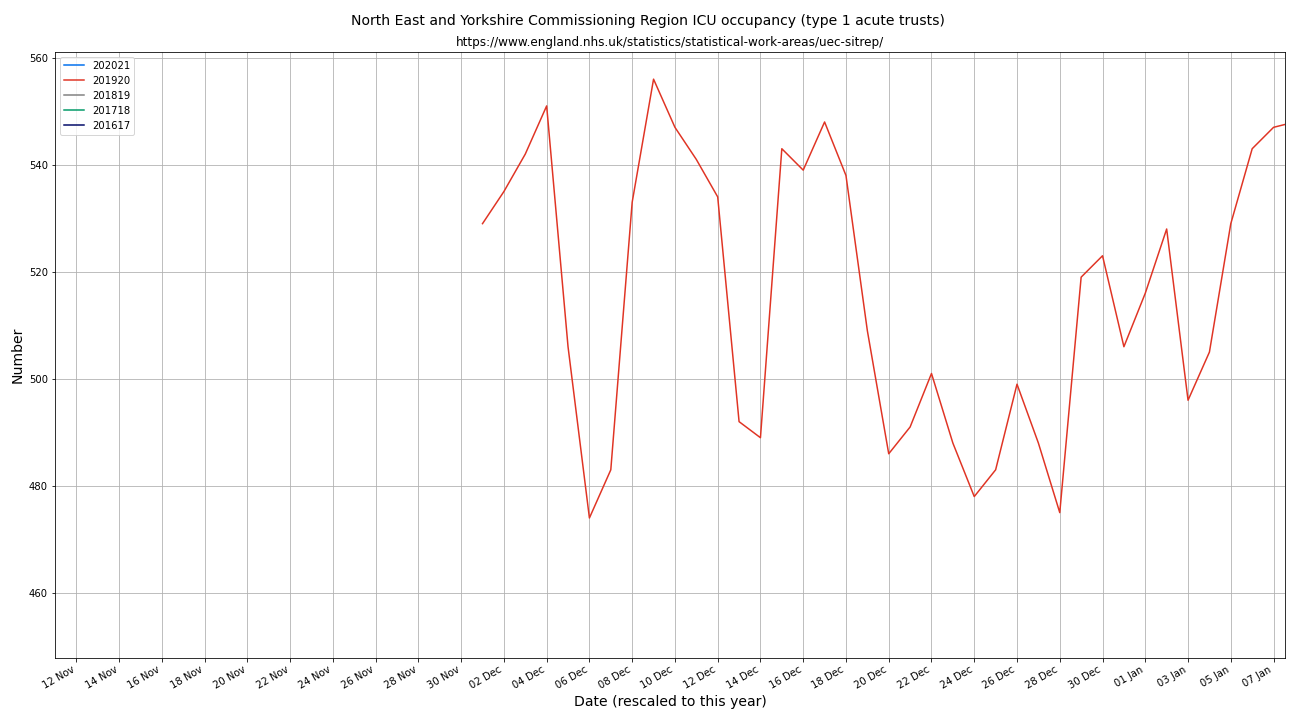 North East and Yorkshire Commissioning Region ICU occupancy (type 1 acute trusts)
https://www.england.nhs.uk/statistics/statistical-work-areas/uec-sitrep/
202021
201920
201819
201718
201617
560
540
520
500
480
460
Number
12 Nov
14 Nov
16 Nov
18 Nov
20 Nov
22 Nov
24 Nov
26 Nov
28 Nov
30 Nov
02 Dec
04 Dec
06 Dec
08 Dec
10 Dec
12 Dec
14 Dec
16 Dec
18 Dec
20 Dec
22 Dec
24 Dec
26 Dec
28 Dec
30 Dec
01 Jan
03 Jan
05 Jan
07 Jan
Date (rescaled to this year)